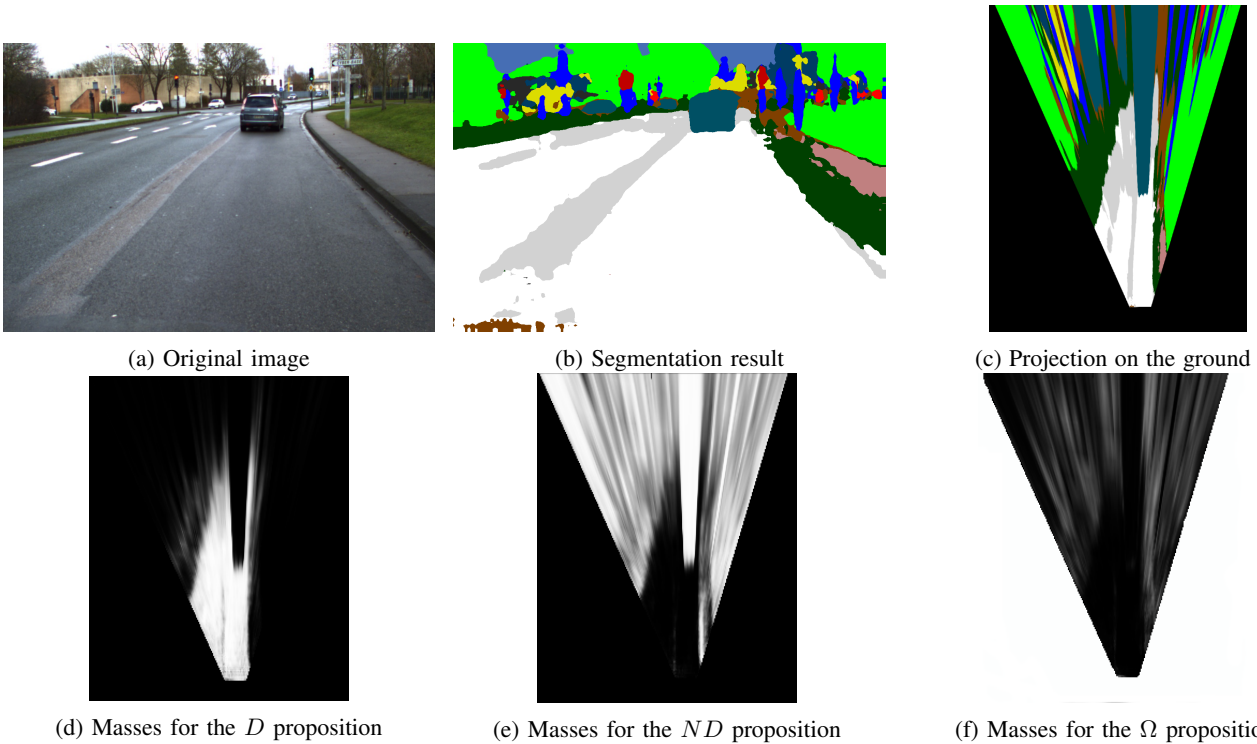 (a) Original image
(b) Segmentation result
(c) Projection on the ground
(d) Masses for the D proposition
(e) Masses for the ND proposition
(f) Masses for the Ω propositi